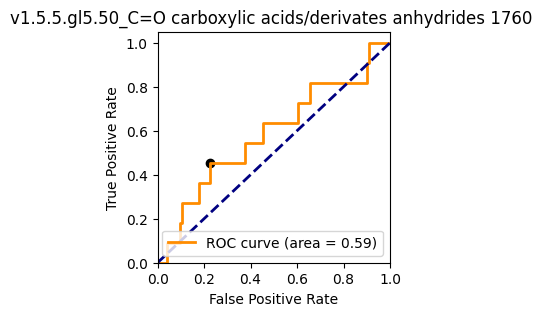 v1.5.5.gl5.50_C=O carboxylic acids/derivates anhydrides 1760
1.0
0.8
0.6
0.4
0.2
0.0
True Positive Rate
ROC curve (area = 0.59)
0.0 0.2 0.4 0.6 0.8 1.0
False Positive Rate